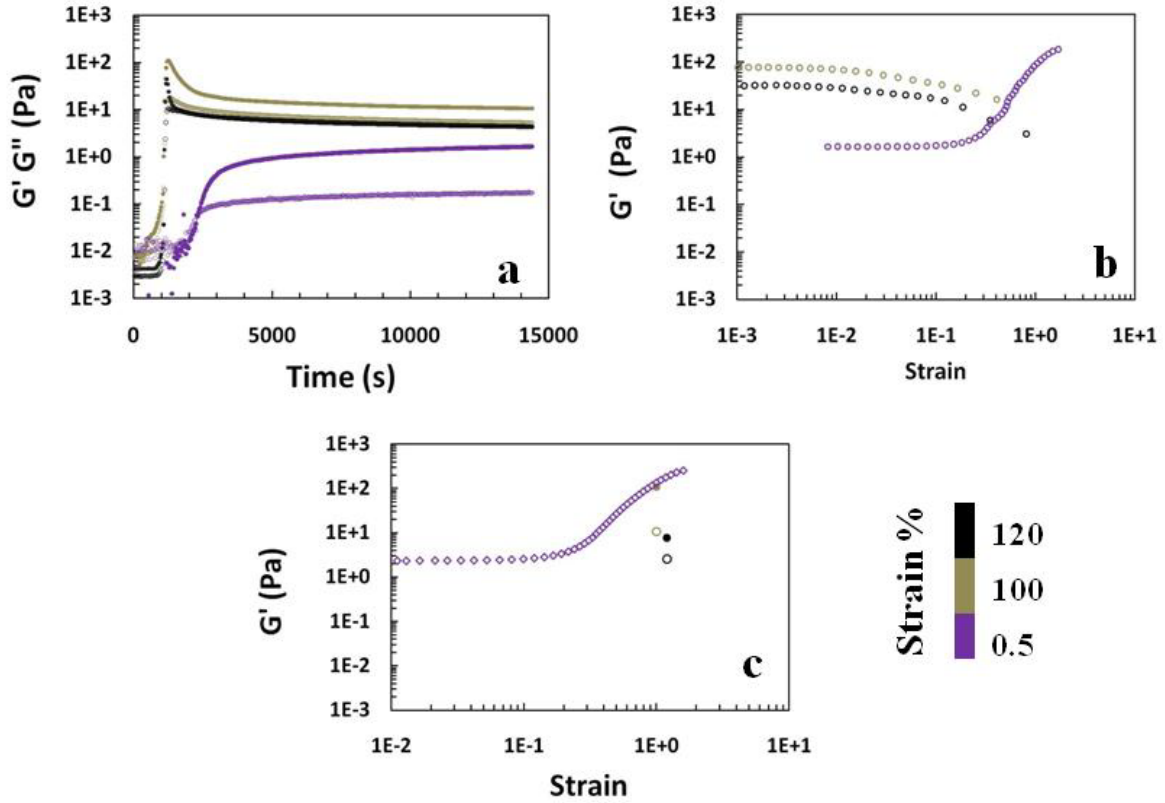 1E+3
1E+2
1E+1
1E+0
1E-1
1E-2
1E-3
G' G" (Pa)
0 5000 10000 15000
Time (s)
a
1E+3
1E+2
1E+1
1E+0
1E-1
1E-2
1E-3
G' (Pa)
1E-3 1E-2 1E-1 1E+0 1E+1
Strain
b
1E+3
1E+2
1E+1
1E+0
1E-1
1E-2
1E-3
G' (Pa)
1E-2 1E-1 1E+0 1E+1
Strain
c
Strain %
120
100
0.5